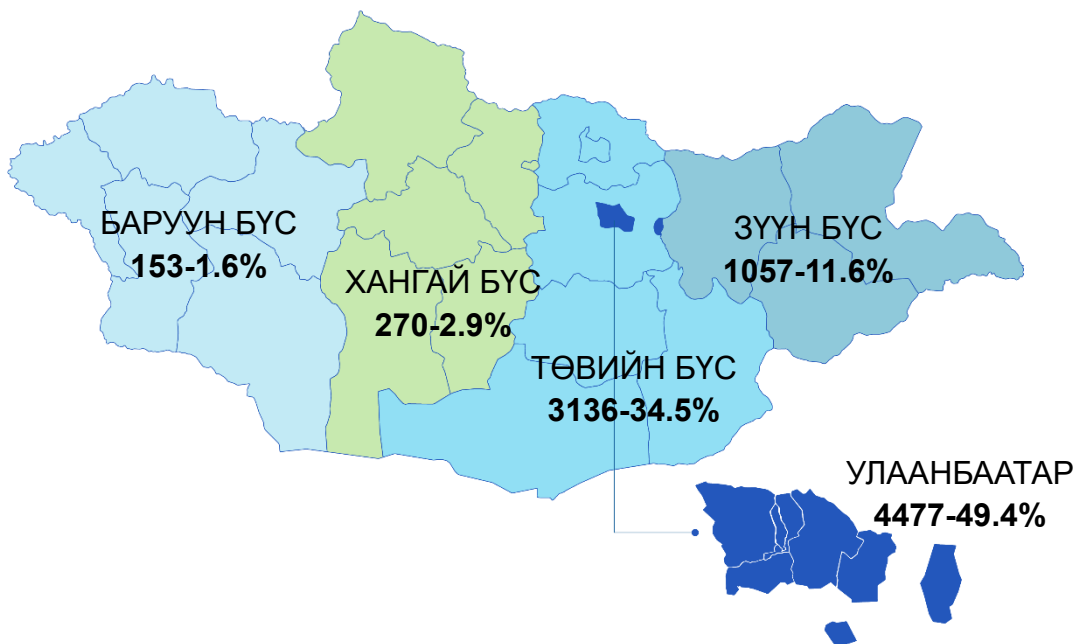 БАРУУН БҮС
153-1.6%
ХАНГАЙ БҮС
270-2.9%
ТӨВИЙН БҮС
3136-34.5%
ЗҮҮН БҮС
1057-11.6%
УЛААНБААТАР
4477-49.4%